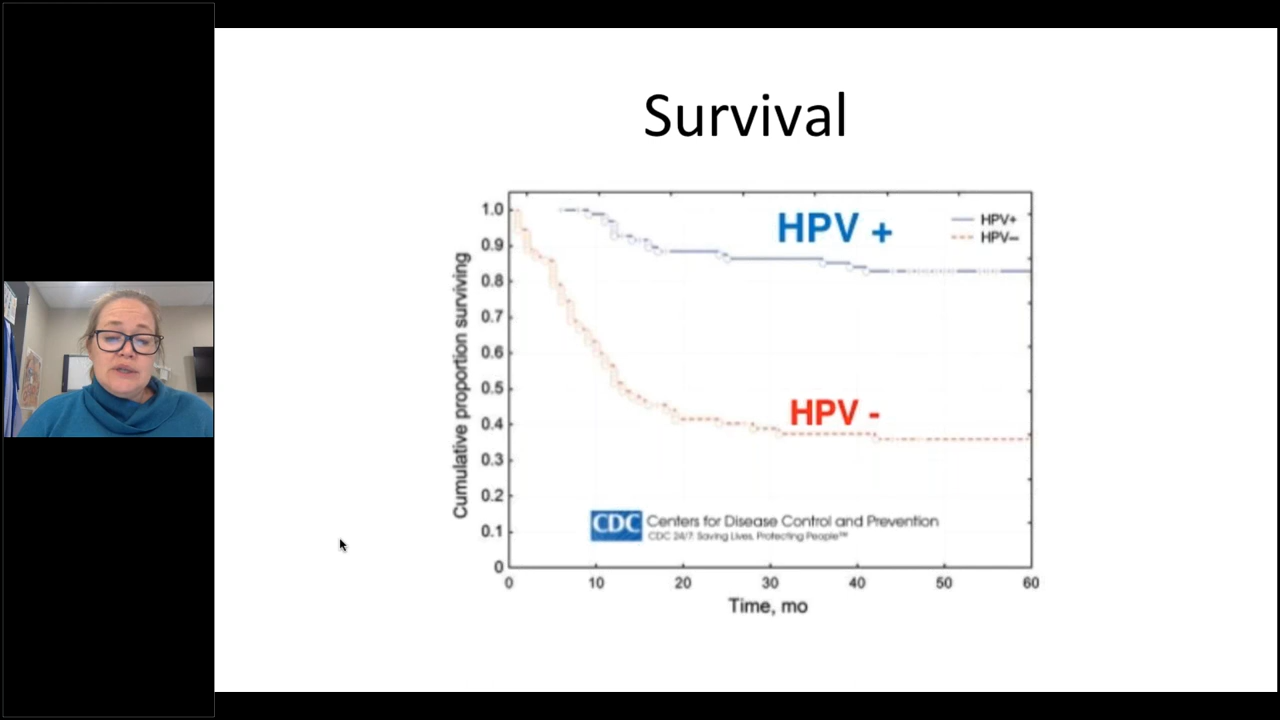 Survival
1.0
0.9
0.8
0.7
0.6
0.5
0.4
0.3
0.2
0.1
0
Cumulative proportion surviving
HPV +
HPV+
HPV–
HPV -
CDC Centers for Disease Control and Prevention
CDC 24/7: Saving Lives, Protecting People™
0 10 20 30 40 50 60
Time, mo